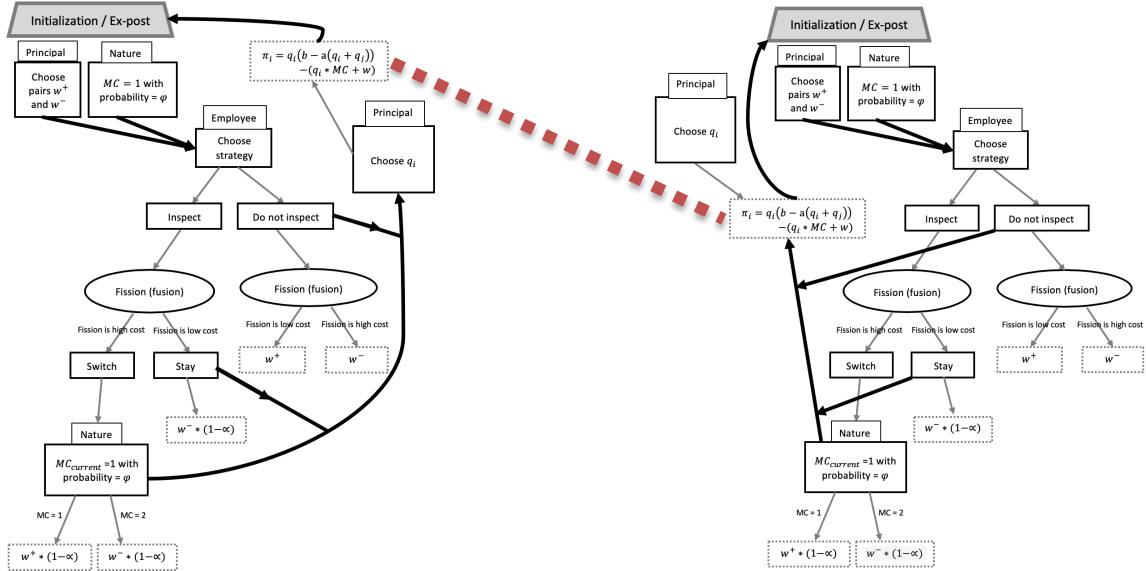 Initialization / Ex-post
Principal
Nature
Choose
pairs w⁺
and w⁻
MC = 1 with
probability = φ
Employee
Choose
strategy
πᵢ = qᵢ(b − a(qᵢ + qⱼ))
−(qᵢ * MC + w)
Principal
Choose qᵢ
Inspect
Do not inspect
Fission (fusion)
Fission (fusion)
Fission is high cost
Fission is low cost
Fission is low cost
Fission is high cost
Switch
Stay
w⁺
w⁻
w⁻ * (1−∝)
Nature
MC_current =1 with
probability = φ
MC = 1
MC = 2
w⁺ * (1−∝)
w⁻ * (1−∝)
Initialization / Ex-post
Principal
Nature
Choose
pairs w⁺
and w⁻
MC = 1 with
probability = φ
Employee
Choose
strategy
Principal
Choose qᵢ
πᵢ = qᵢ(b − a(qᵢ + qⱼ))
−(qᵢ * MC + w)
Inspect
Do not inspect
Fission (fusion)
Fission (fusion)
Fission is high cost
Fission is low cost
Fission is low cost
Fission is high cost
Switch
Stay
w⁺
w⁻
w⁻ * (1−∝)
Nature
MC_current =1 with
probability = φ
MC = 1
MC = 2
w⁺ * (1−∝)
w⁻ * (1−∝)